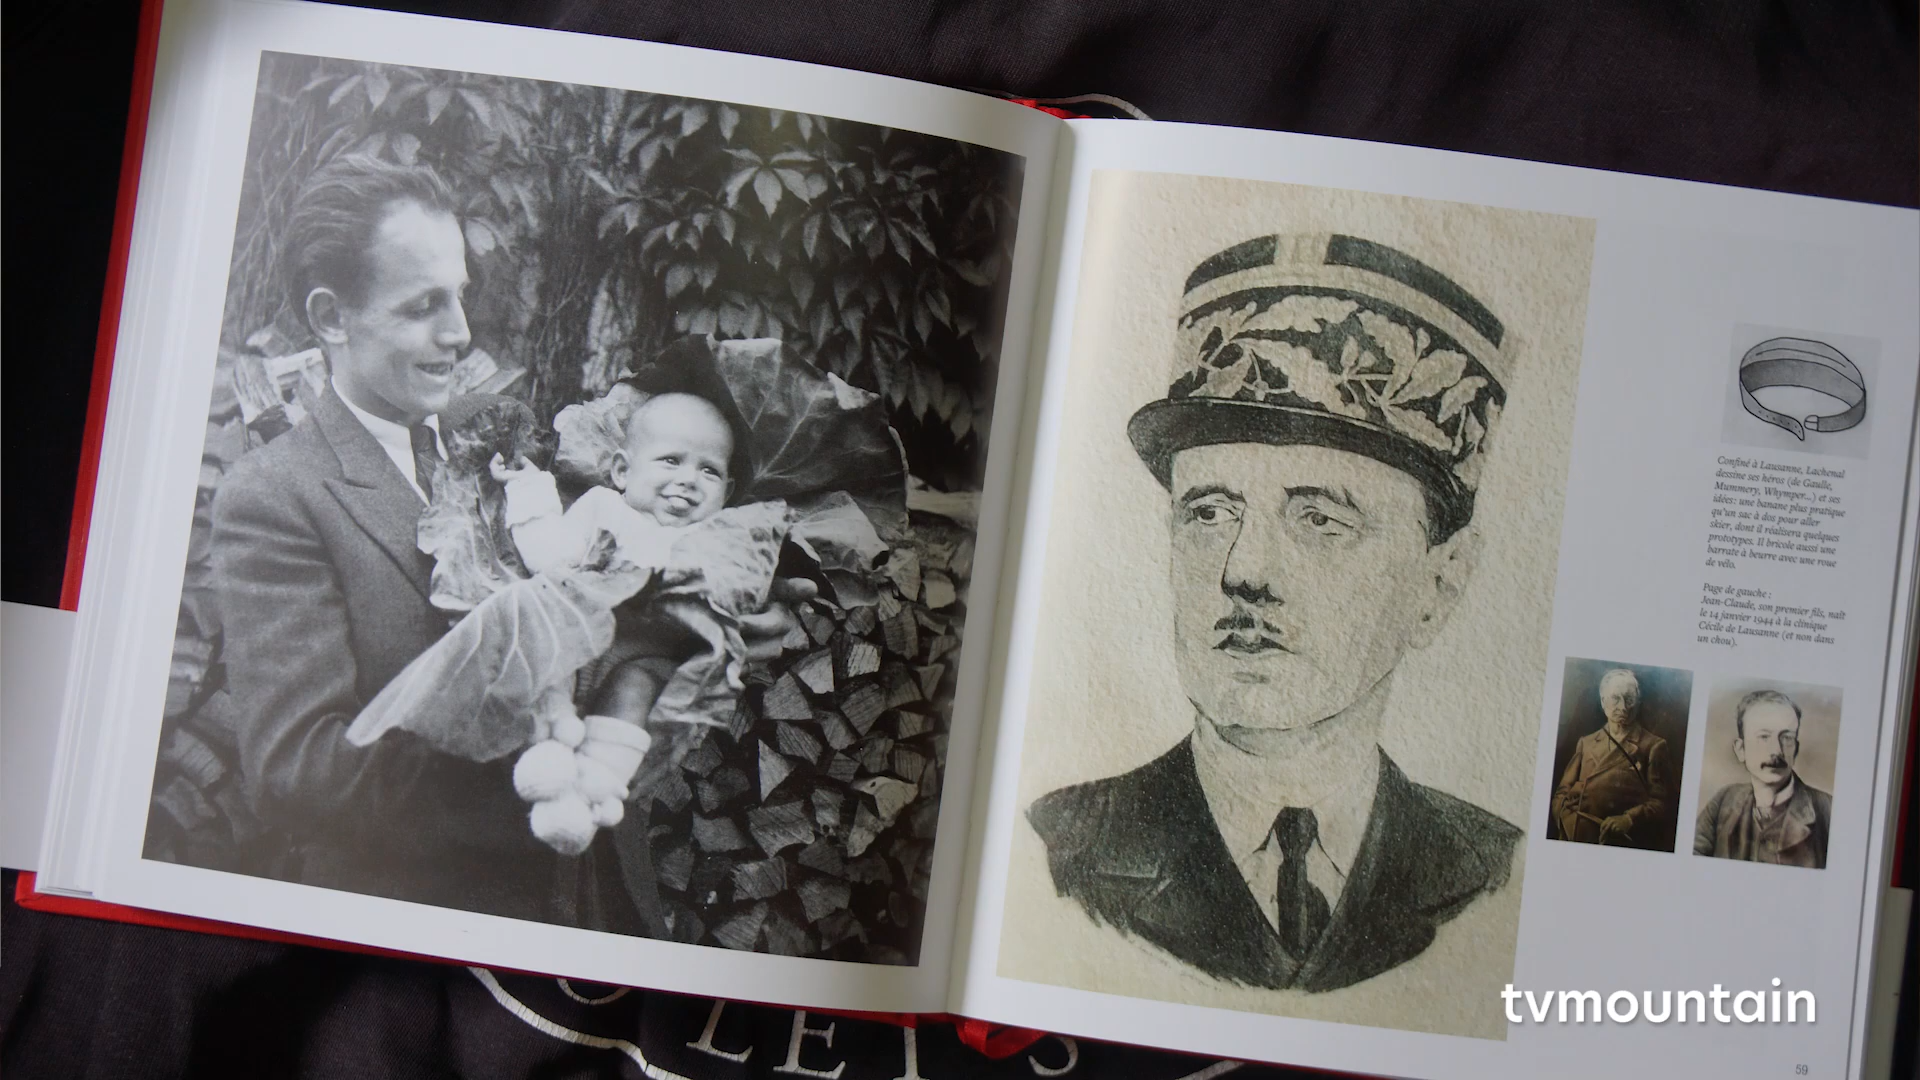 Confiné à Lausanne, Lachenal
dessine ses héros (de Gaulle,
Mummery, Whymper...) et ses
idées : une banane plus pratique
qu'un sac à dos pour aller
skier, dont il réalisera quelques
prototypes. Il bricole aussi une
barrate à beurre avec une roue
de vélo.
Page de gauche :
Jean-Claude, son premier fils, naît
le 14 janvier 1944 à la clinique
Cécile de Lausanne (et non dans
un chou).
tvmountain
59